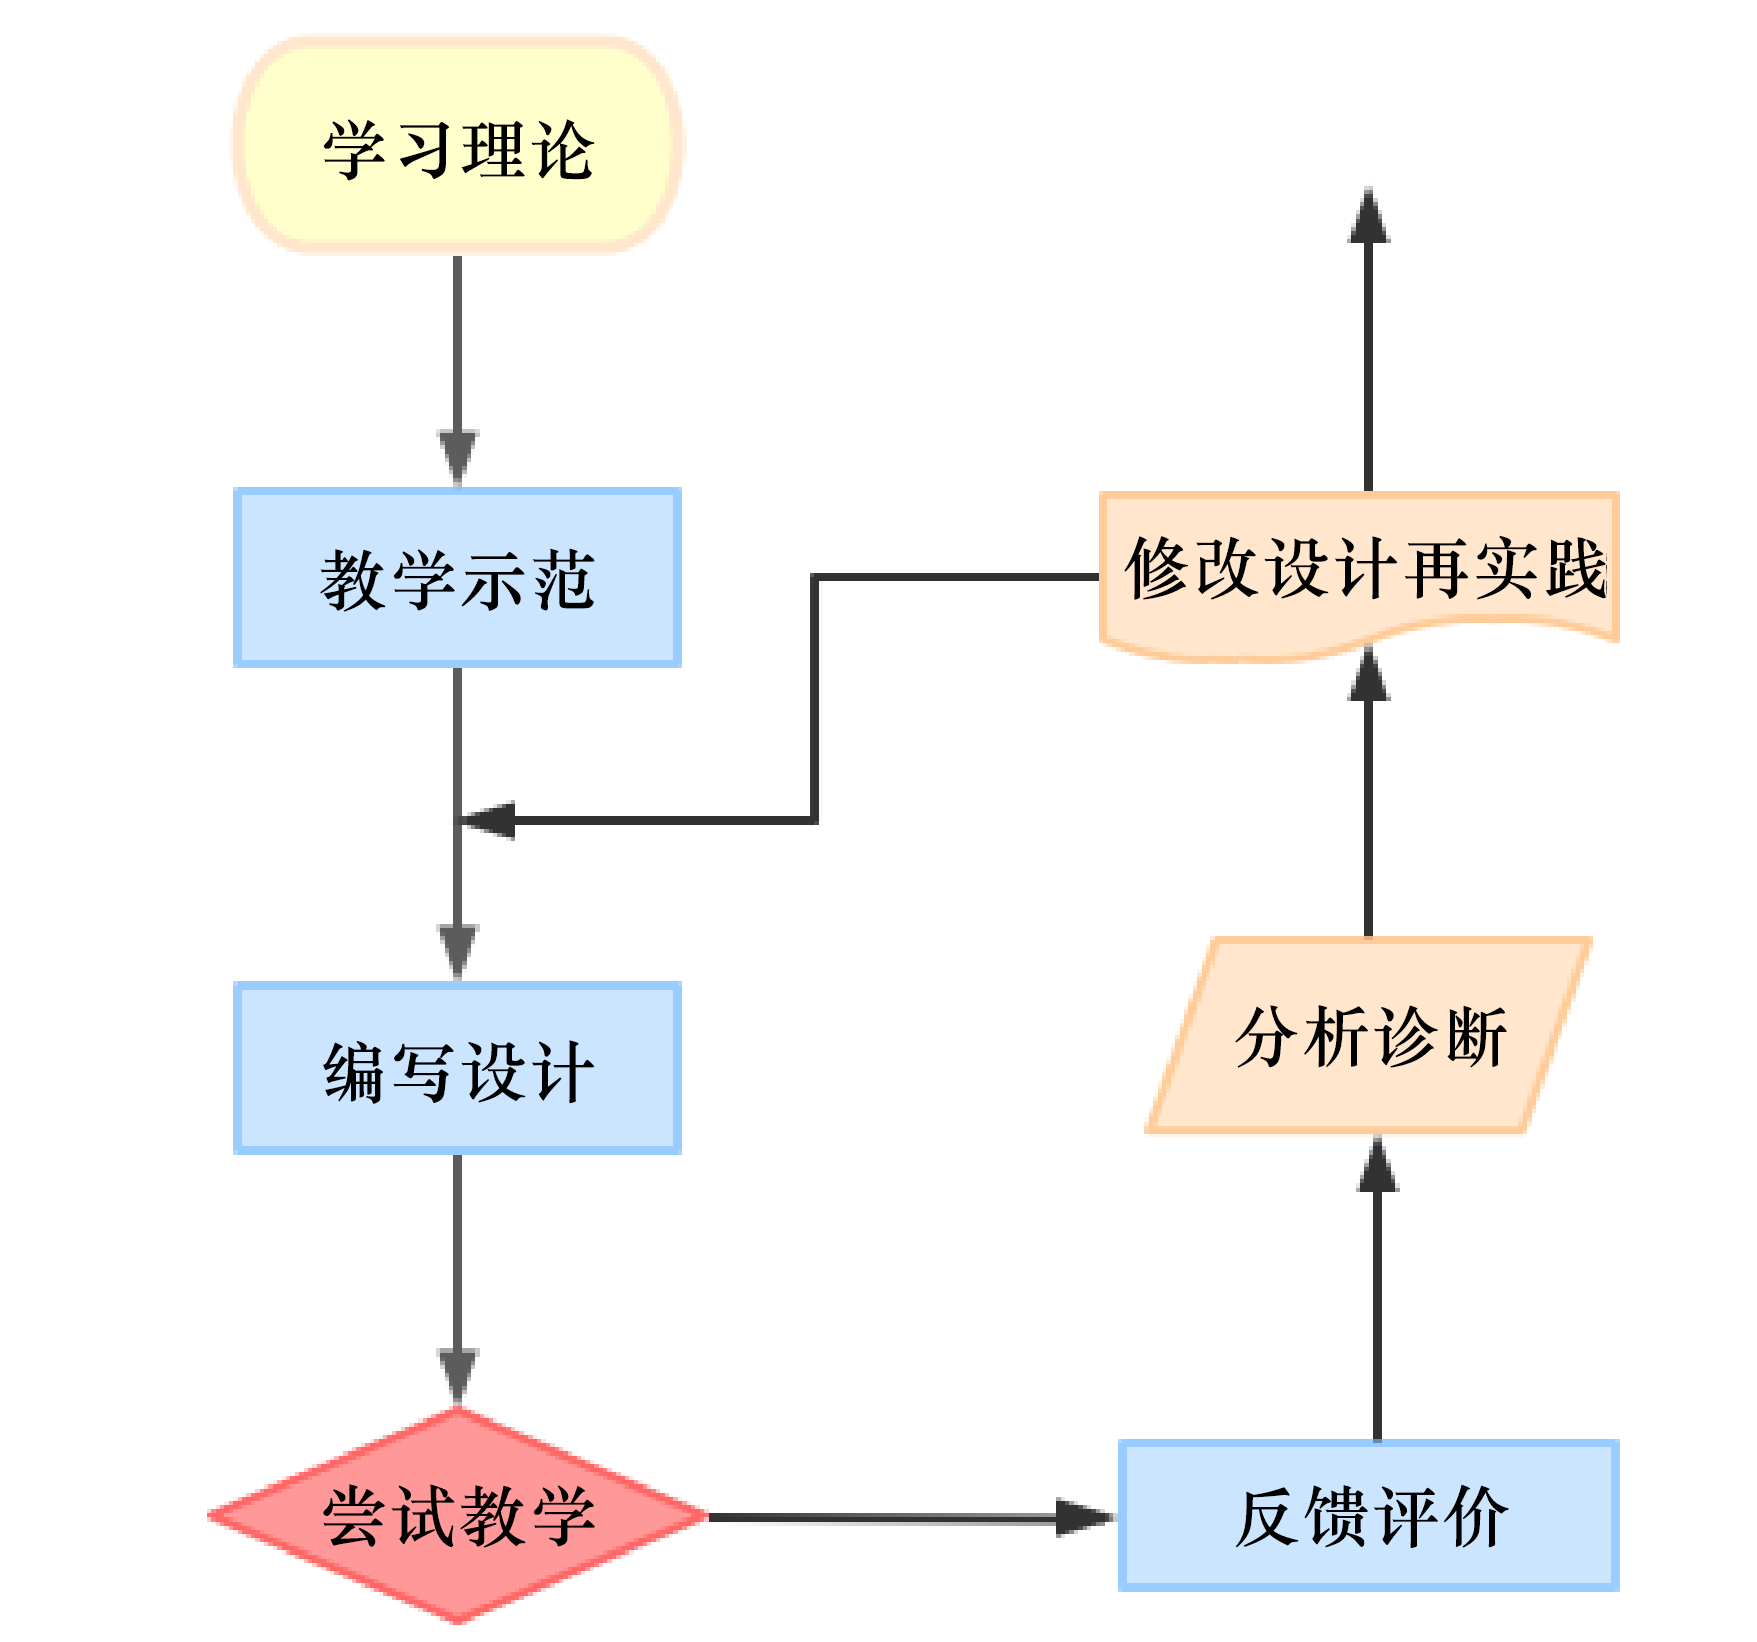 学习理论
教学示范
编写设计
尝试教学
反馈评价
分析诊断
修改设计再实践